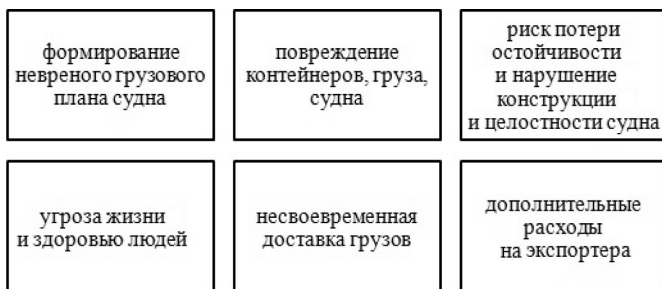 формирование
невреного грузового
плана судна
повреждение
контейнеров, груза,
судна
риск потери
остойчивости
и нарушение
конструкции
и целостности судна
угроза жизни
и здоровью людей
несвоевременная
доставка грузов
дополнительные
расходы
на экспортера